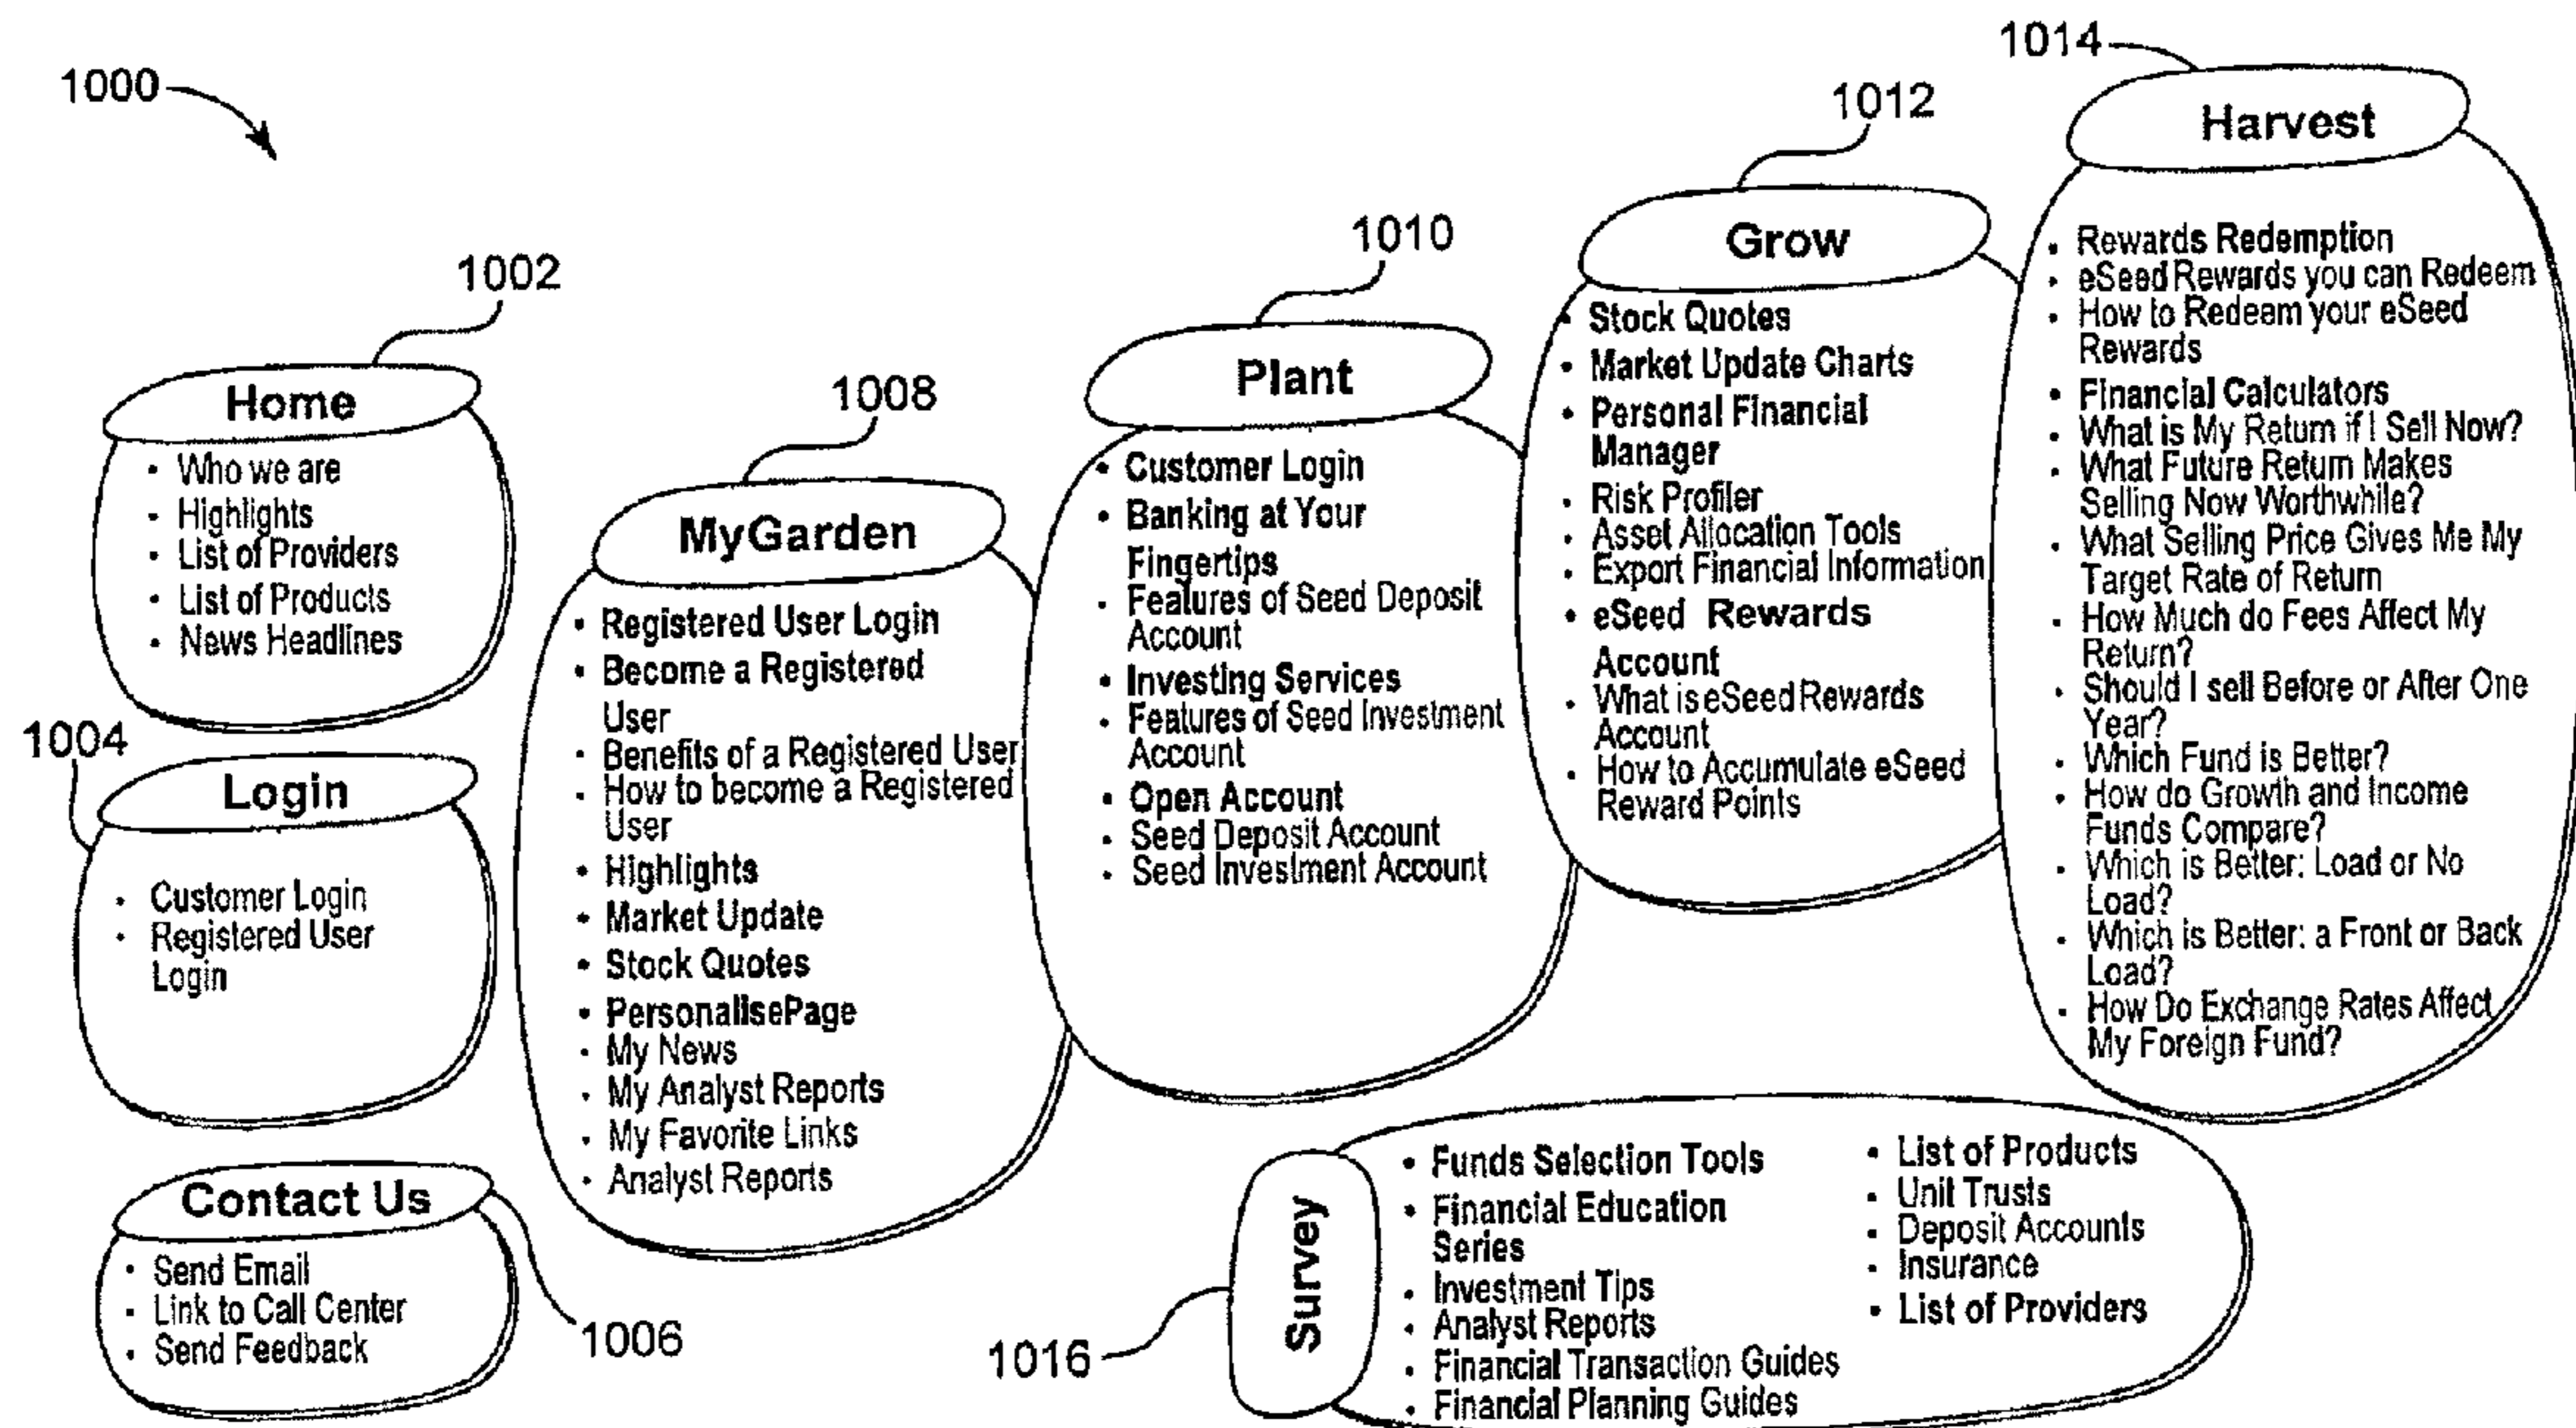 1000
1002
Home
• Who we are
• Highlights
• List of Providers
• List of Products
• News Headlines
1004
Login
• Customer Login
• Registered User
Login
Contact Us
• Send Email
• Link to Call Center
• Send Feedback
1006
1008
MyGarden
• Registered User Login
• Become a Registered
User
• Benefits of a Registered User
• How to become a Registered
User
• Highlights
• Market Update
• Stock Quotes
• PersonalisePage
• My News
• My Analyst Reports
• My Favorite Links
• Analyst Reports
1010
Plant
• Customer Login
• Banking at Your
Fingertips
• Features of Seed Deposit
Account
• Investing Services
• Features of Seed Investment
Account
• Open Account
• Seed Deposit Account
• Seed Investment Account
1012
Grow
• Stock Quotes
• Market Update Charts
• Personal Financial
Manager
• Risk Profiler
• Asset Allocation Tools
• Export Financial Information
• eSeed Rewards
Account
• What is eSeed Rewards
Account
• How to Accumulate eSeed
Reward Points
1014
Harvest
• Rewards Redemption
• eSeed Rewards you can Redeem
• How to Redeem your eSeed
Rewards
• Financial Calculators
• What is My Return if I Sell Now?
• What Future Return Makes
Selling Now Worthwhile?
• What Selling Price Gives Me My
Target Rate of Return
• How Much do Fees Affect My
Return?
• Should I sell Before or After One
Year?
• Which Fund is Better?
• How do Growth and Income
Funds Compare?
• Which is Better: Load or No
Load?
• Which is Better: a Front or Back
Load?
• How Do Exchange Rates Affect
My Foreign Fund?
1016
Survey
• Funds Selection Tools
• Financial Education
Series
• Investment Tips
• Analyst Reports
• Financial Transaction Guides
• Financial Planning Guides
• List of Products
• Unit Trusts
• Deposit Accounts
• Insurance
• List of Providers